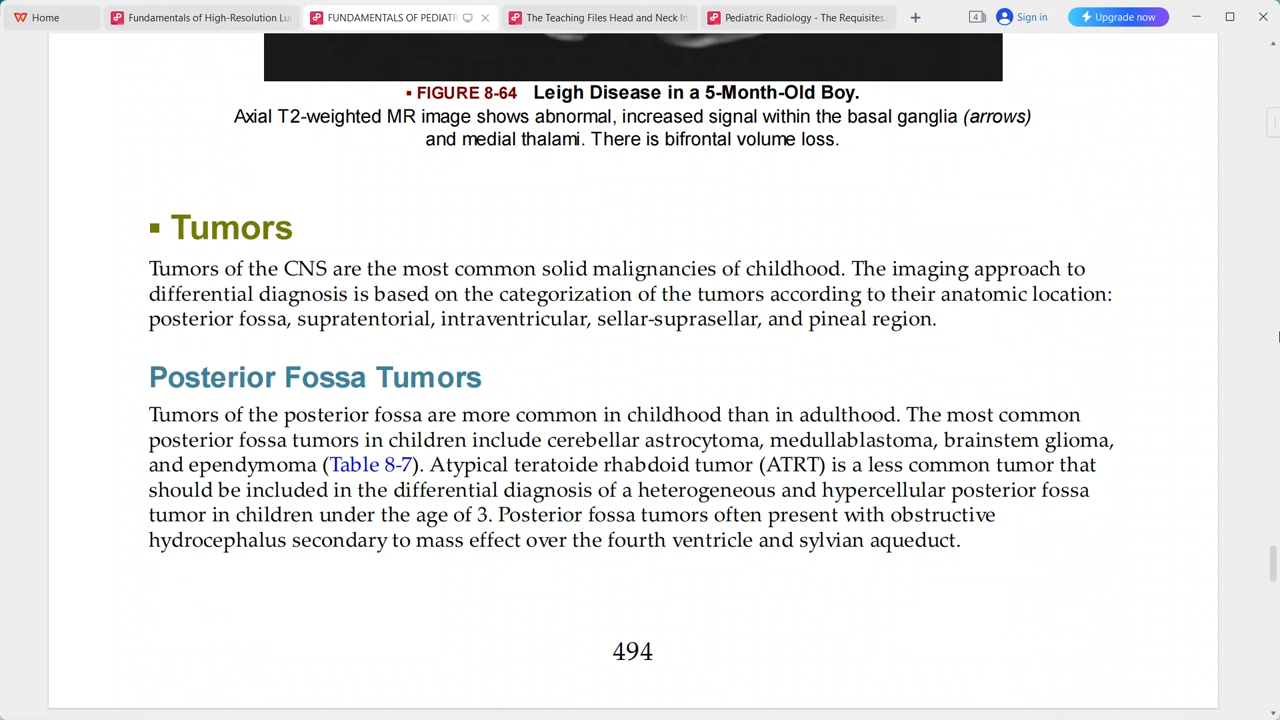 Home
Fundamentals of High-Resolution Lu
FUNDAMENTALS OF PEDIATR
The Teaching Files Head and Neck Im
Pediatric Radiology - The Requisites.
4
Sign in
Upgrade now
▪ FIGURE 8-64 Leigh Disease in a 5-Month-Old Boy.
Axial T2-weighted MR image shows abnormal, increased signal within the basal ganglia (arrows)
and medial thalami. There is bifrontal volume loss.
▪ Tumors
Tumors of the CNS are the most common solid malignancies of childhood. The imaging approach to
differential diagnosis is based on the categorization of the tumors according to their anatomic location:
posterior fossa, supratentorial, intraventricular, sellar-suprasellar, and pineal region.
Posterior Fossa Tumors
Tumors of the posterior fossa are more common in childhood than in adulthood. The most common
posterior fossa tumors in children include cerebellar astrocytoma, medullablastoma, brainstem glioma,
and ependymoma (Table 8-7). Atypical teratoide rhabdoid tumor (ATRT) is a less common tumor that
should be included in the differential diagnosis of a heterogeneous and hypercellular posterior fossa
tumor in children under the age of 3. Posterior fossa tumors often present with obstructive
hydrocephalus secondary to mass effect over the fourth ventricle and sylvian aqueduct.
494